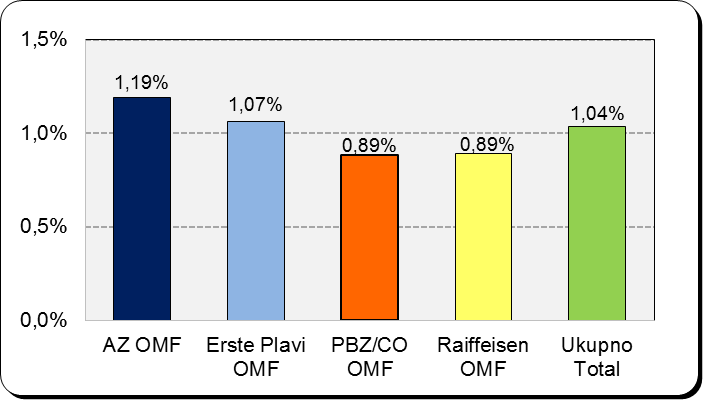 1,5%
1,19%
1,07%
1,04%
1,0%
0,89%
0,89%
0,5%
0,0%
AZ OMF
Erste Plavi
OMF
PBZ/CO
OMF
Raiffeisen
OMF
Ukupno
Total